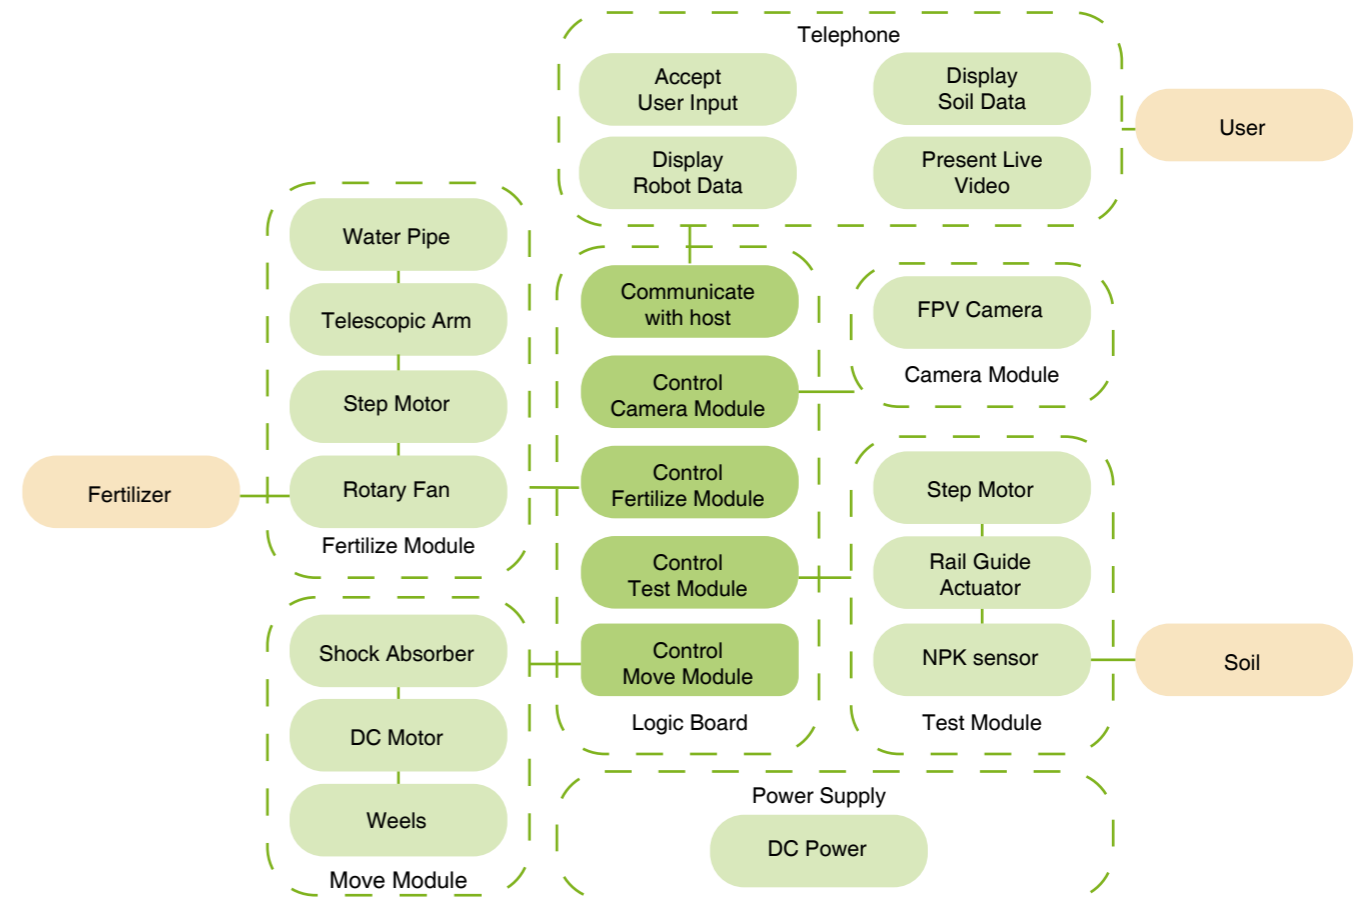 Telephone
Accept
User Input
Display
Soil Data
Display
Robot Data
Present Live
Video
User
Water Pipe
Telescopic Arm
Step Motor
Rotary Fan
Fertilize Module
Fertilizer
Communicate
with host
Control
Camera Module
Control
Fertilize Module
Control
Test Module
Control
Move Module
Logic Board
FPV Camera
Camera Module
Step Motor
Rail Guide
Actuator
NPK sensor
Test Module
Soil
Shock Absorber
DC Motor
Weels
Move Module
Power Supply
DC Power